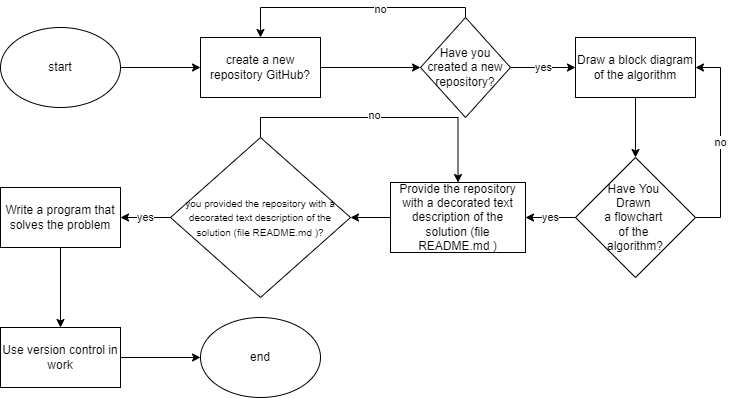 no
start
create a new
repository GitHub?
Have you
created a new
repository?
yes
Draw a block diagram
of the algorithm
no
no
Have You
Drawn
a flowchart
of the
algorithm?
yes
Provide the repository
with a decorated text
description of the
solution (file
README.md )
you provided the repository with a
decorated text description of the
solution (file README.md )?
yes
Write a program that
solves the problem
Use version control in
work
end